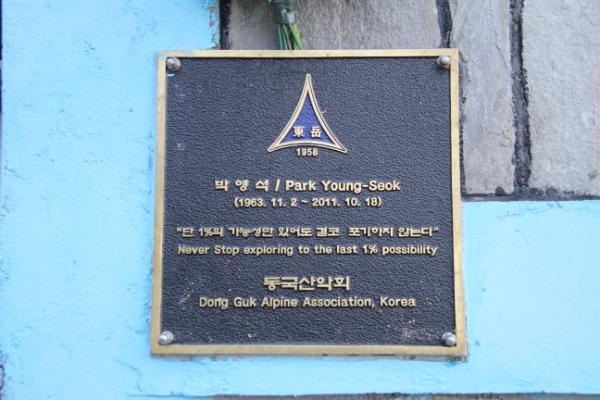 東岳
1958
박영석 / Park Young-Seok
(1963. 11. 2 ~ 2011. 10. 18)
"단 1%의 가능성만 있어도 결코 포기하지 않는다"
Never Stop exploring to the last 1% possibility
동국산악회
Dong Guk Alpine Association, Korea